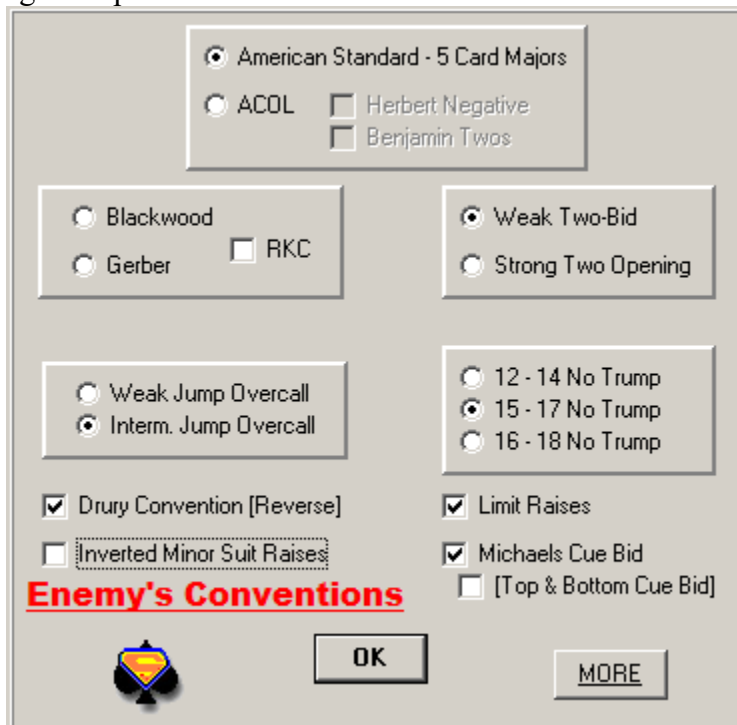 American Standard - 5 Card Majors
ACOL
Herbert Negative
Benjamin Twos
Blackwood
RKC
Gerber
Weak Two-Bid
Strong Two Opening
Weak Jump Overcall
Interm. Jump Overcall
12 - 14 No Trump
15 - 17 No Trump
16 - 18 No Trump
Drury Convention [Reverse]
Limit Raises
Inverted Minor Suit Raises
Michaels Cue Bid
[Top & Bottom Cue Bid]
Enemy's Conventions
S
OK
MORE